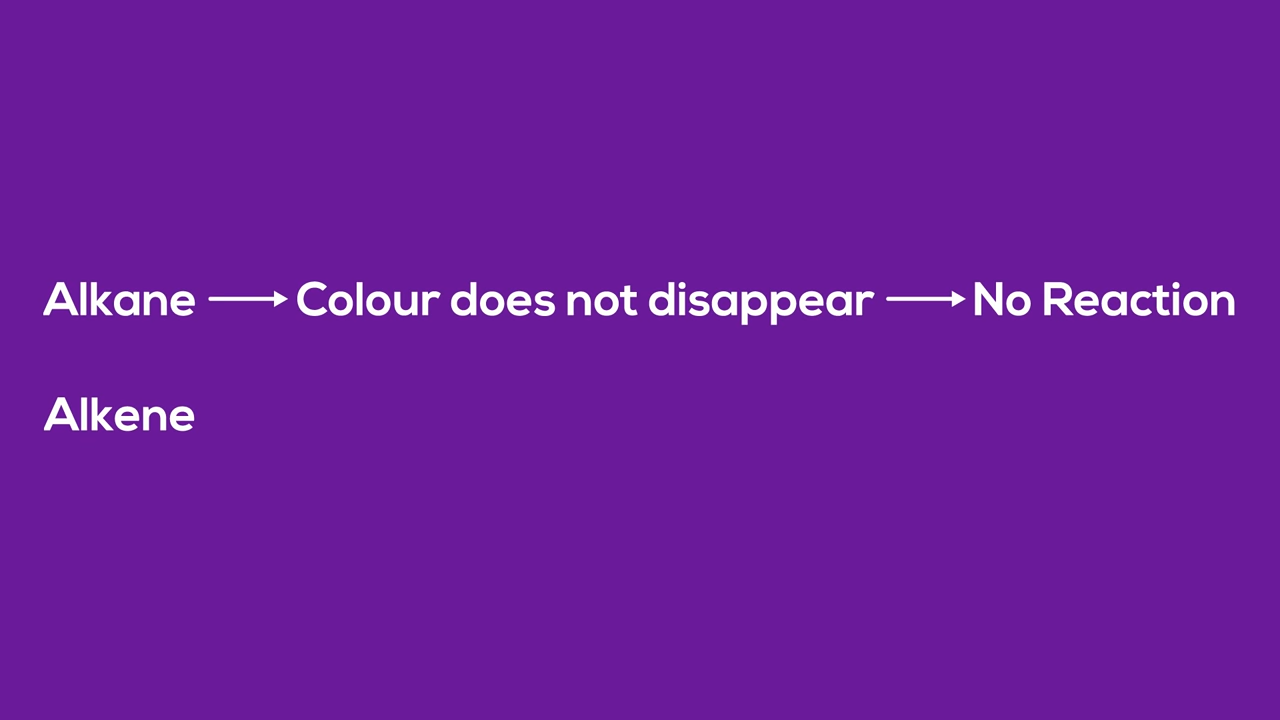 Alkane → Colour does not disappear → No Reaction
Alkene